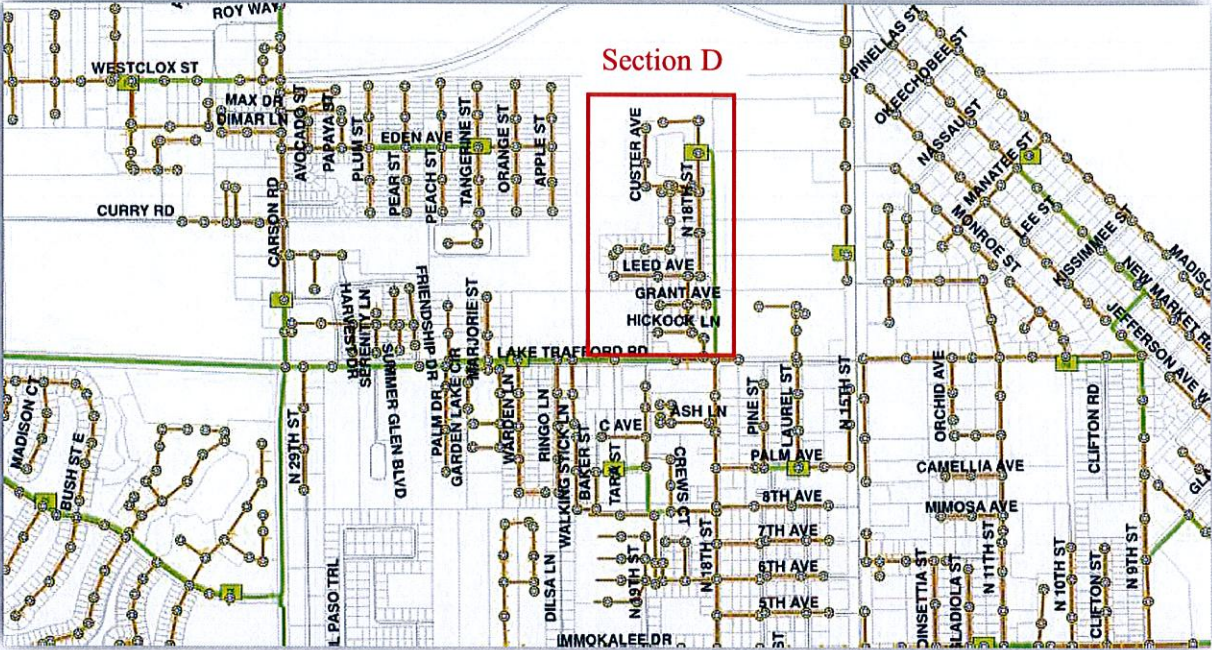 ROY WAY
PINELLAS ST
OKEECHOBEE ST
Section D
WESTCLOX ST
MAX DR
DIMAR LN
AVOCADO ST
PAPAYA ST
PLUM ST
EDEN AVE
PEAR ST
PEACH ST
TANGERINE ST
ORANGE ST
APPLE ST
CUSTER AVE
N 18TH ST
NASSAU ST
MANATEE ST
LEE ST
MONROE ST
KISSIMMEE ST
CURRY RD
CARSON RD
LEED AVE
GRANT AVE
HICKOCK LN
NEW MARKET RD
JEFFERSON AVE W
HARVEST DR
SERENITY LN
FRIENDSHIP DR
MARJORIE ST
LAKE TRAFFORD RD
SUMMER GLEN BLVD
PALM DR
GARDEN LAKE CR
WARDEN LN
RINGO LN
WALKING STICK LN
BAKER ST
C AVE
TARA ST
ASH LN
CREWS CT
PINE ST
LAUREL ST
N 15TH ST
ORCHID AVE
CLIFTON RD
MADISON CT
BUSH ST E
N 29TH ST
PALM AVE
CAMELLIA AVE
8TH AVE
MIMOSA AVE
7TH AVE
6TH AVE
5TH AVE
DILSA LN
N 19TH ST
N 18TH ST
N 11TH ST
N 9TH ST
N 10TH ST
CLIFTON ST
L PASO TRL
IMMOKALEE DR
ST
OINSETTIA ST
GLADIOLA ST